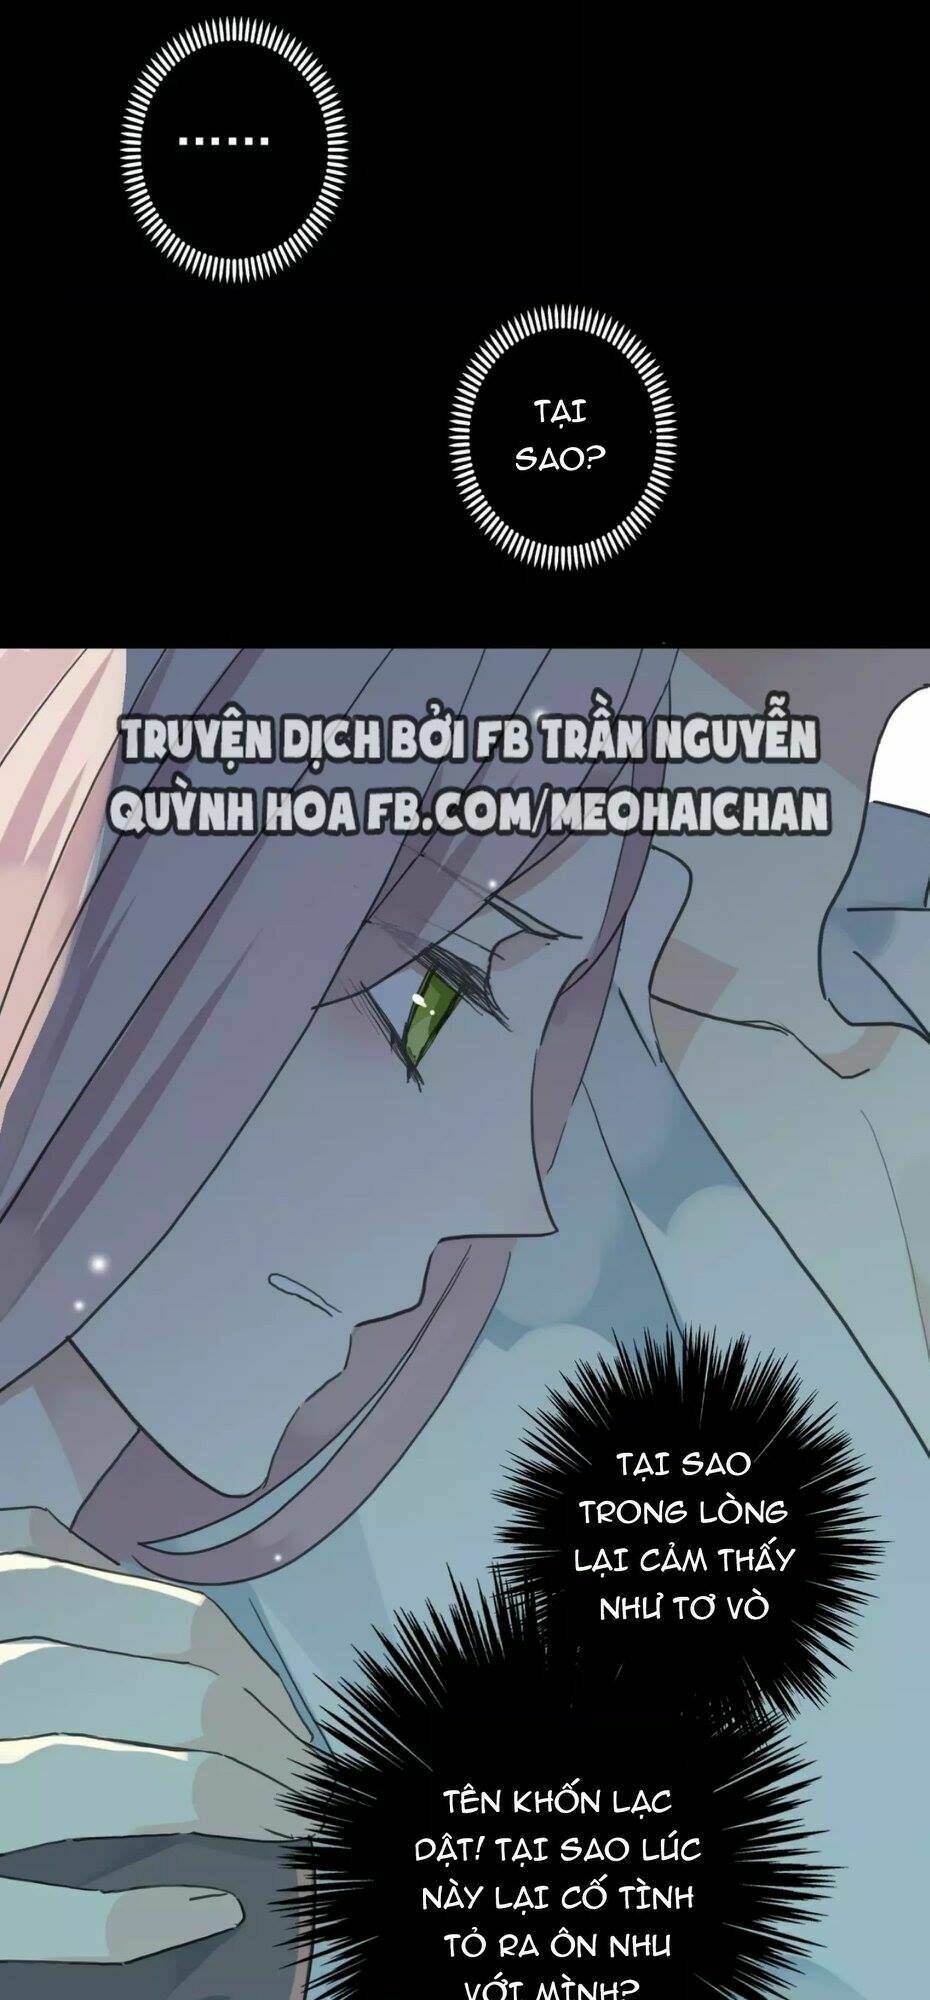 ......
TẠI
SAO?
TRUYỆN DỊCH BỞI FB TRẦN NGUYỄN
QUỲNH HOA FB.COM/MEOHAICHAN
TẠI SAO
TRONG LÒNG
LẠI CẢM THẤY
NHƯ TƠ VÒ
TÊN KHỐN LẠC
DẬT! TẠI SAO LÚC
NÀY LẠI CỐ TÌNH
TỎ RA ÔN NHU
VỚI MÌNH?